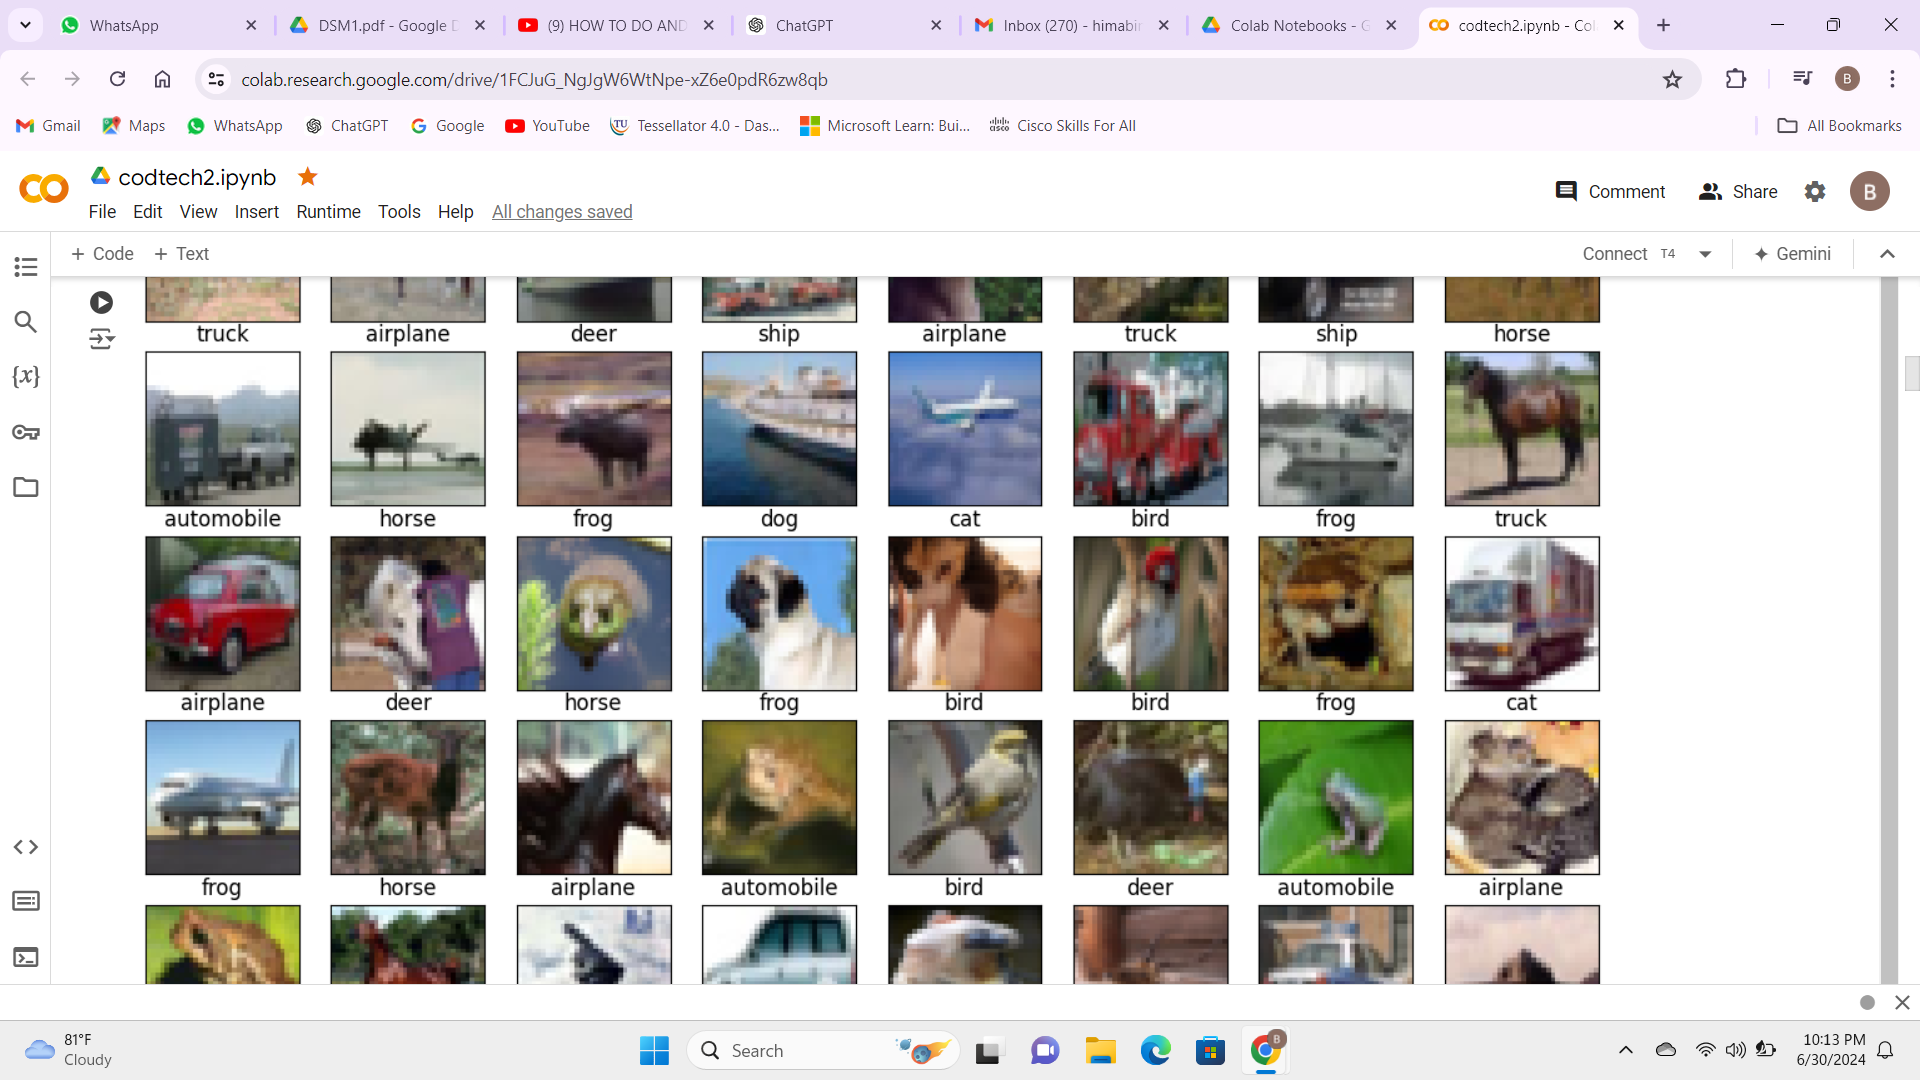 WhatsApp
DSM1.pdf - Google D
(9) HOW TO DO AND
ChatGPT
Inbox (270) - himabin
Colab Notebooks - G
codtech2.ipynb - Col
colab.research.google.com/drive/1FCJuG_NgJgW6WtNpe-xZ6e0pdR6zw8qb
B
Gmail
Maps
WhatsApp
ChatGPT
Google
YouTube
Tessellator 4.0 - Das...
Microsoft Learn: Bui...
Cisco Skills For All
All Bookmarks
codtech2.ipynb
File Edit View Insert Runtime Tools Help All changes saved
Comment
Share
B
+ Code + Text
Connect T4
Gemini
{x}
truck airplane deer ship airplane truck ship horse
automobile horse frog dog cat bird frog truck
airplane deer horse frog bird bird frog cat
frog horse airplane automobile bird deer automobile airplane
81°F
Cloudy
Search
B
10:13 PM
6/30/2024